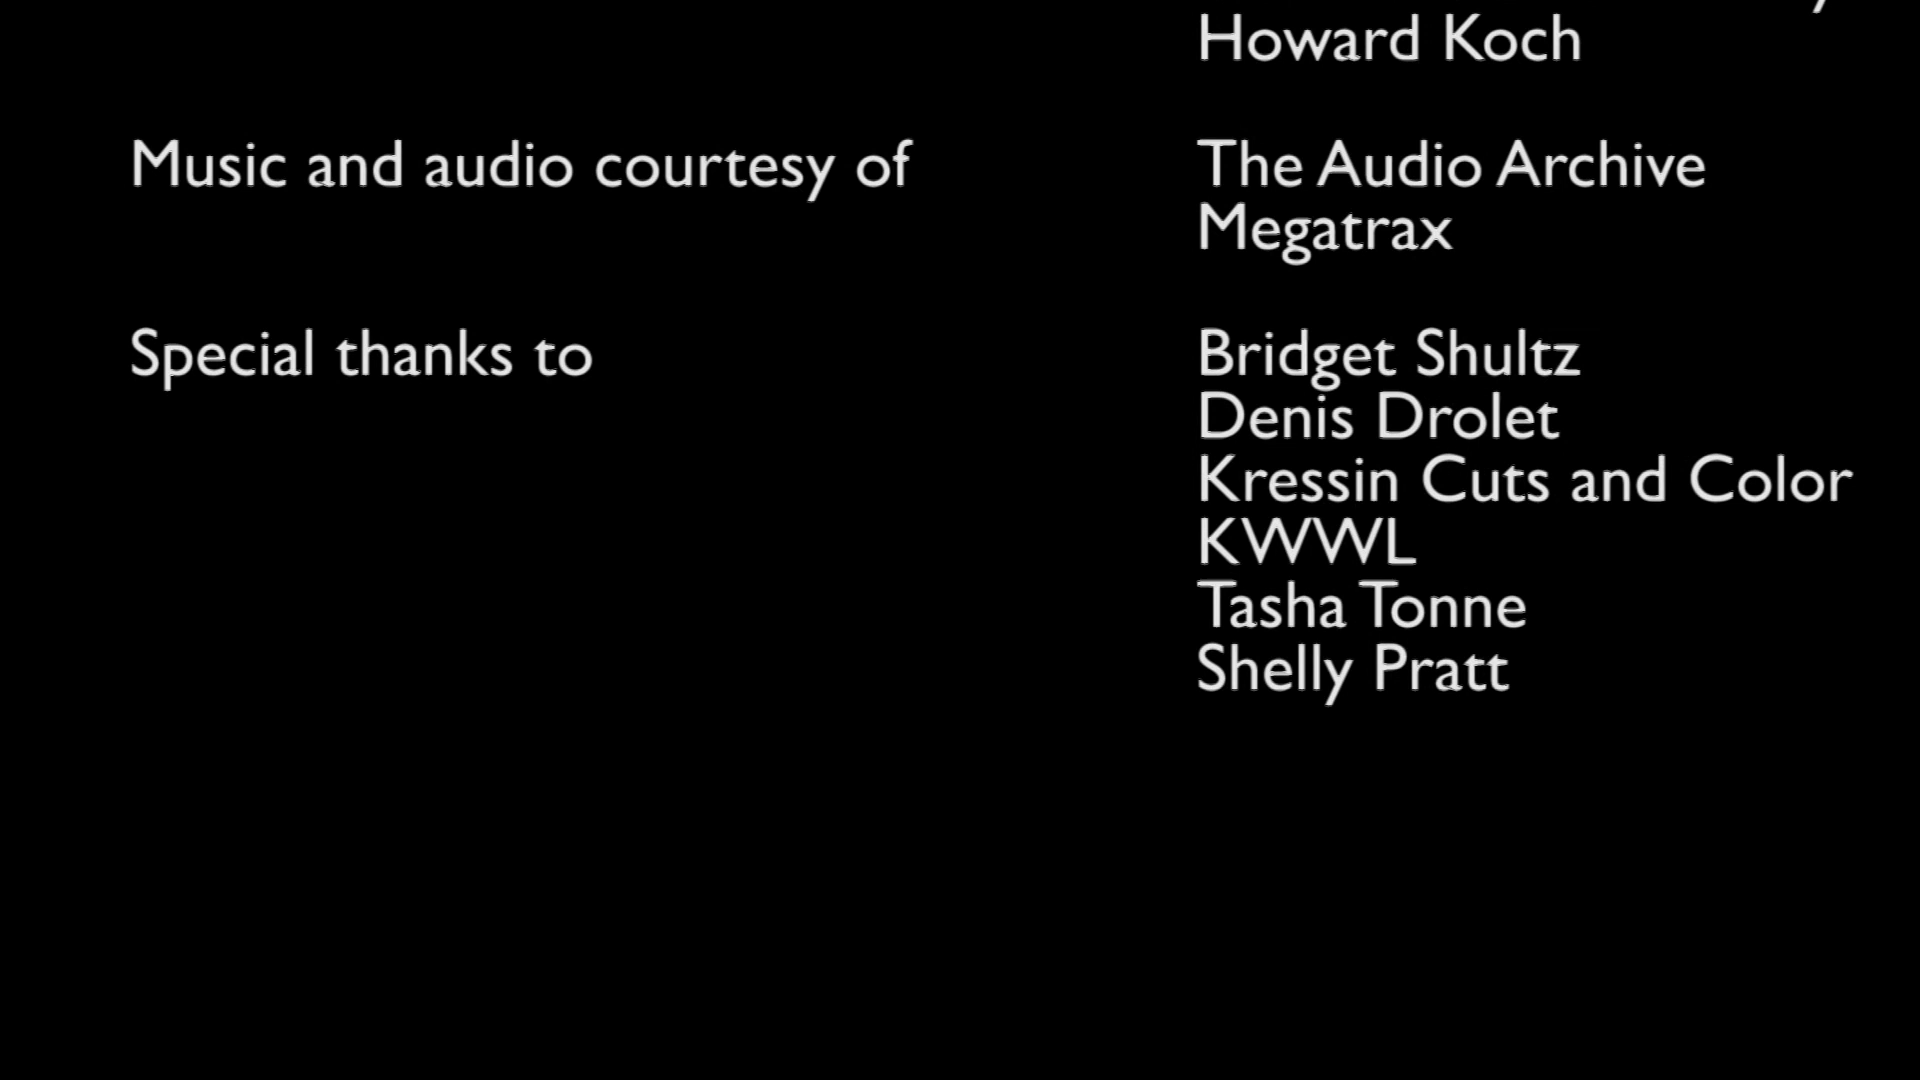 Howard Koch
Music and audio courtesy of The Audio Archive
Megatrax
Special thanks to Bridget Shultz
Denis Drolet
Kressin Cuts and Color
KWWL
Tasha Tonne
Shelly Pratt